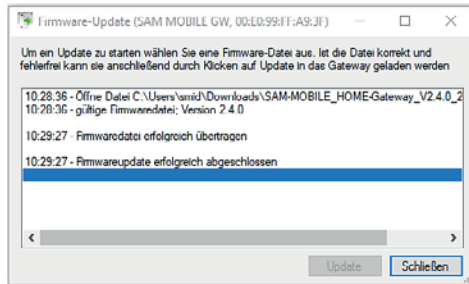 Firmware-Update (SAM MOBILE GW, 00:E0:99:FF:A9:3F)
Um ein Update zu starten wählen Sie eine Firmware-Datei aus. Ist die Datei korrekt und
fehlerfrei kann sie anschließend durch Klicken auf Update in das Gateway geladen werden
10:28:36 - Öffne Datei C:\Users\smid\Downloads\SAM-MOBILE_HOME-Gateway_V2.4.0_2
10:28:36 - gültige Firmwaredatei; Version 2.4.0
10:29:27 - Firmwaredatei erfolgreich übertragen
10:29:27 - Firmwareupdate erfolgreich abgeschlossen
Update
Schließen